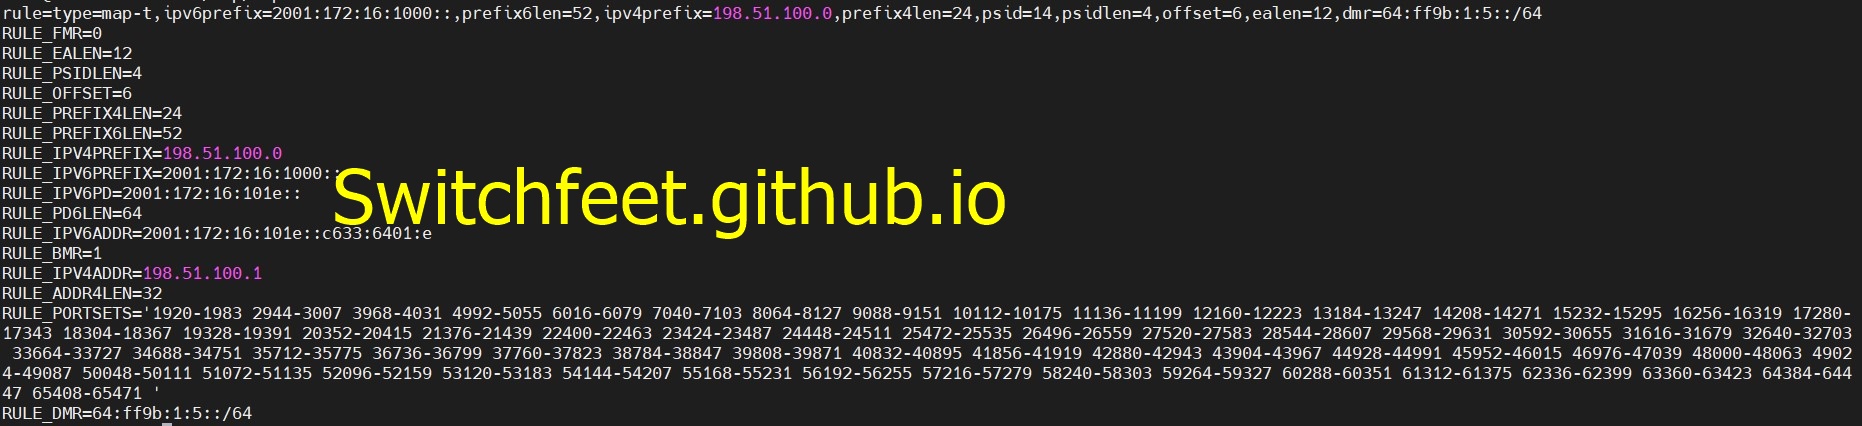 rule=type=map-t,ipv6prefix=2001:172:16:1000::,prefix6len=52,ipv4prefix=198.51.100.0,prefix4len=24,psid=14,psidlen=4,offset=6,ealen=12,dmr=64:ff9b:1:5::/64
RULE_FMR=0
RULE_EALEN=12
RULE_PSIDLEN=4
RULE_OFFSET=6
RULE_PREFIX4LEN=24
RULE_PREFIX6LEN=52
RULE_IPV4PREFIX=198.51.100.0
RULE_IPV6PREFIX=2001:172:16:1000::
Switchfeet.github.io
RULE_IPV6PD=2001:172:16:101e::
RULE_PD6LEN=64
RULE_IPV6ADDR=2001:172:16:101e::c633:6401:e
RULE_BMR=1
RULE_IPV4ADDR=198.51.100.1
RULE_ADDR4LEN=32
RULE_PORTSETS='1920-1983 2944-3007 3968-4031 4992-5055 6016-6079 7040-7103 8064-8127 9088-9151 10112-10175 11136-11199 12160-12223 13184-13247 14208-14271 15232-15295 16256-16319 17280-
17343 18304-18367 19328-19391 20352-20415 21376-21439 22400-22463 23424-23487 24448-24511 25472-25535 26496-26559 27520-27583 28544-28607 29568-29631 30592-30655 31616-31679 32640-32703
33664-33727 34688-34751 35712-35775 36736-36799 37760-37823 38784-38847 39808-39871 40832-40895 41856-41919 42880-42943 43904-43967 44928-44991 45952-46015 46976-47039 48000-48063 4902
4-49087 50048-50111 51072-51135 52096-52159 53120-53183 54144-54207 55168-55231 56192-56255 57216-57279 58240-58303 59264-59327 60288-60351 61312-61375 62336-62399 63360-63423 64384-644
47 65408-65471 '
RULE_DMR=64:ff9b:1:5::/64